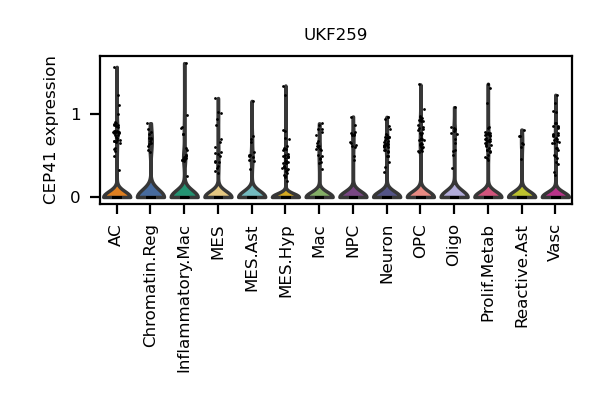 UKF259
CEP41 expression
1
0
AC
Chromatin.Reg
Inflammatory.Mac
MES
MES.Ast
MES.Hyp
Mac
NPC
Neuron
OPC
Oligo
Prolif.Metab
Reactive.Ast
Vasc